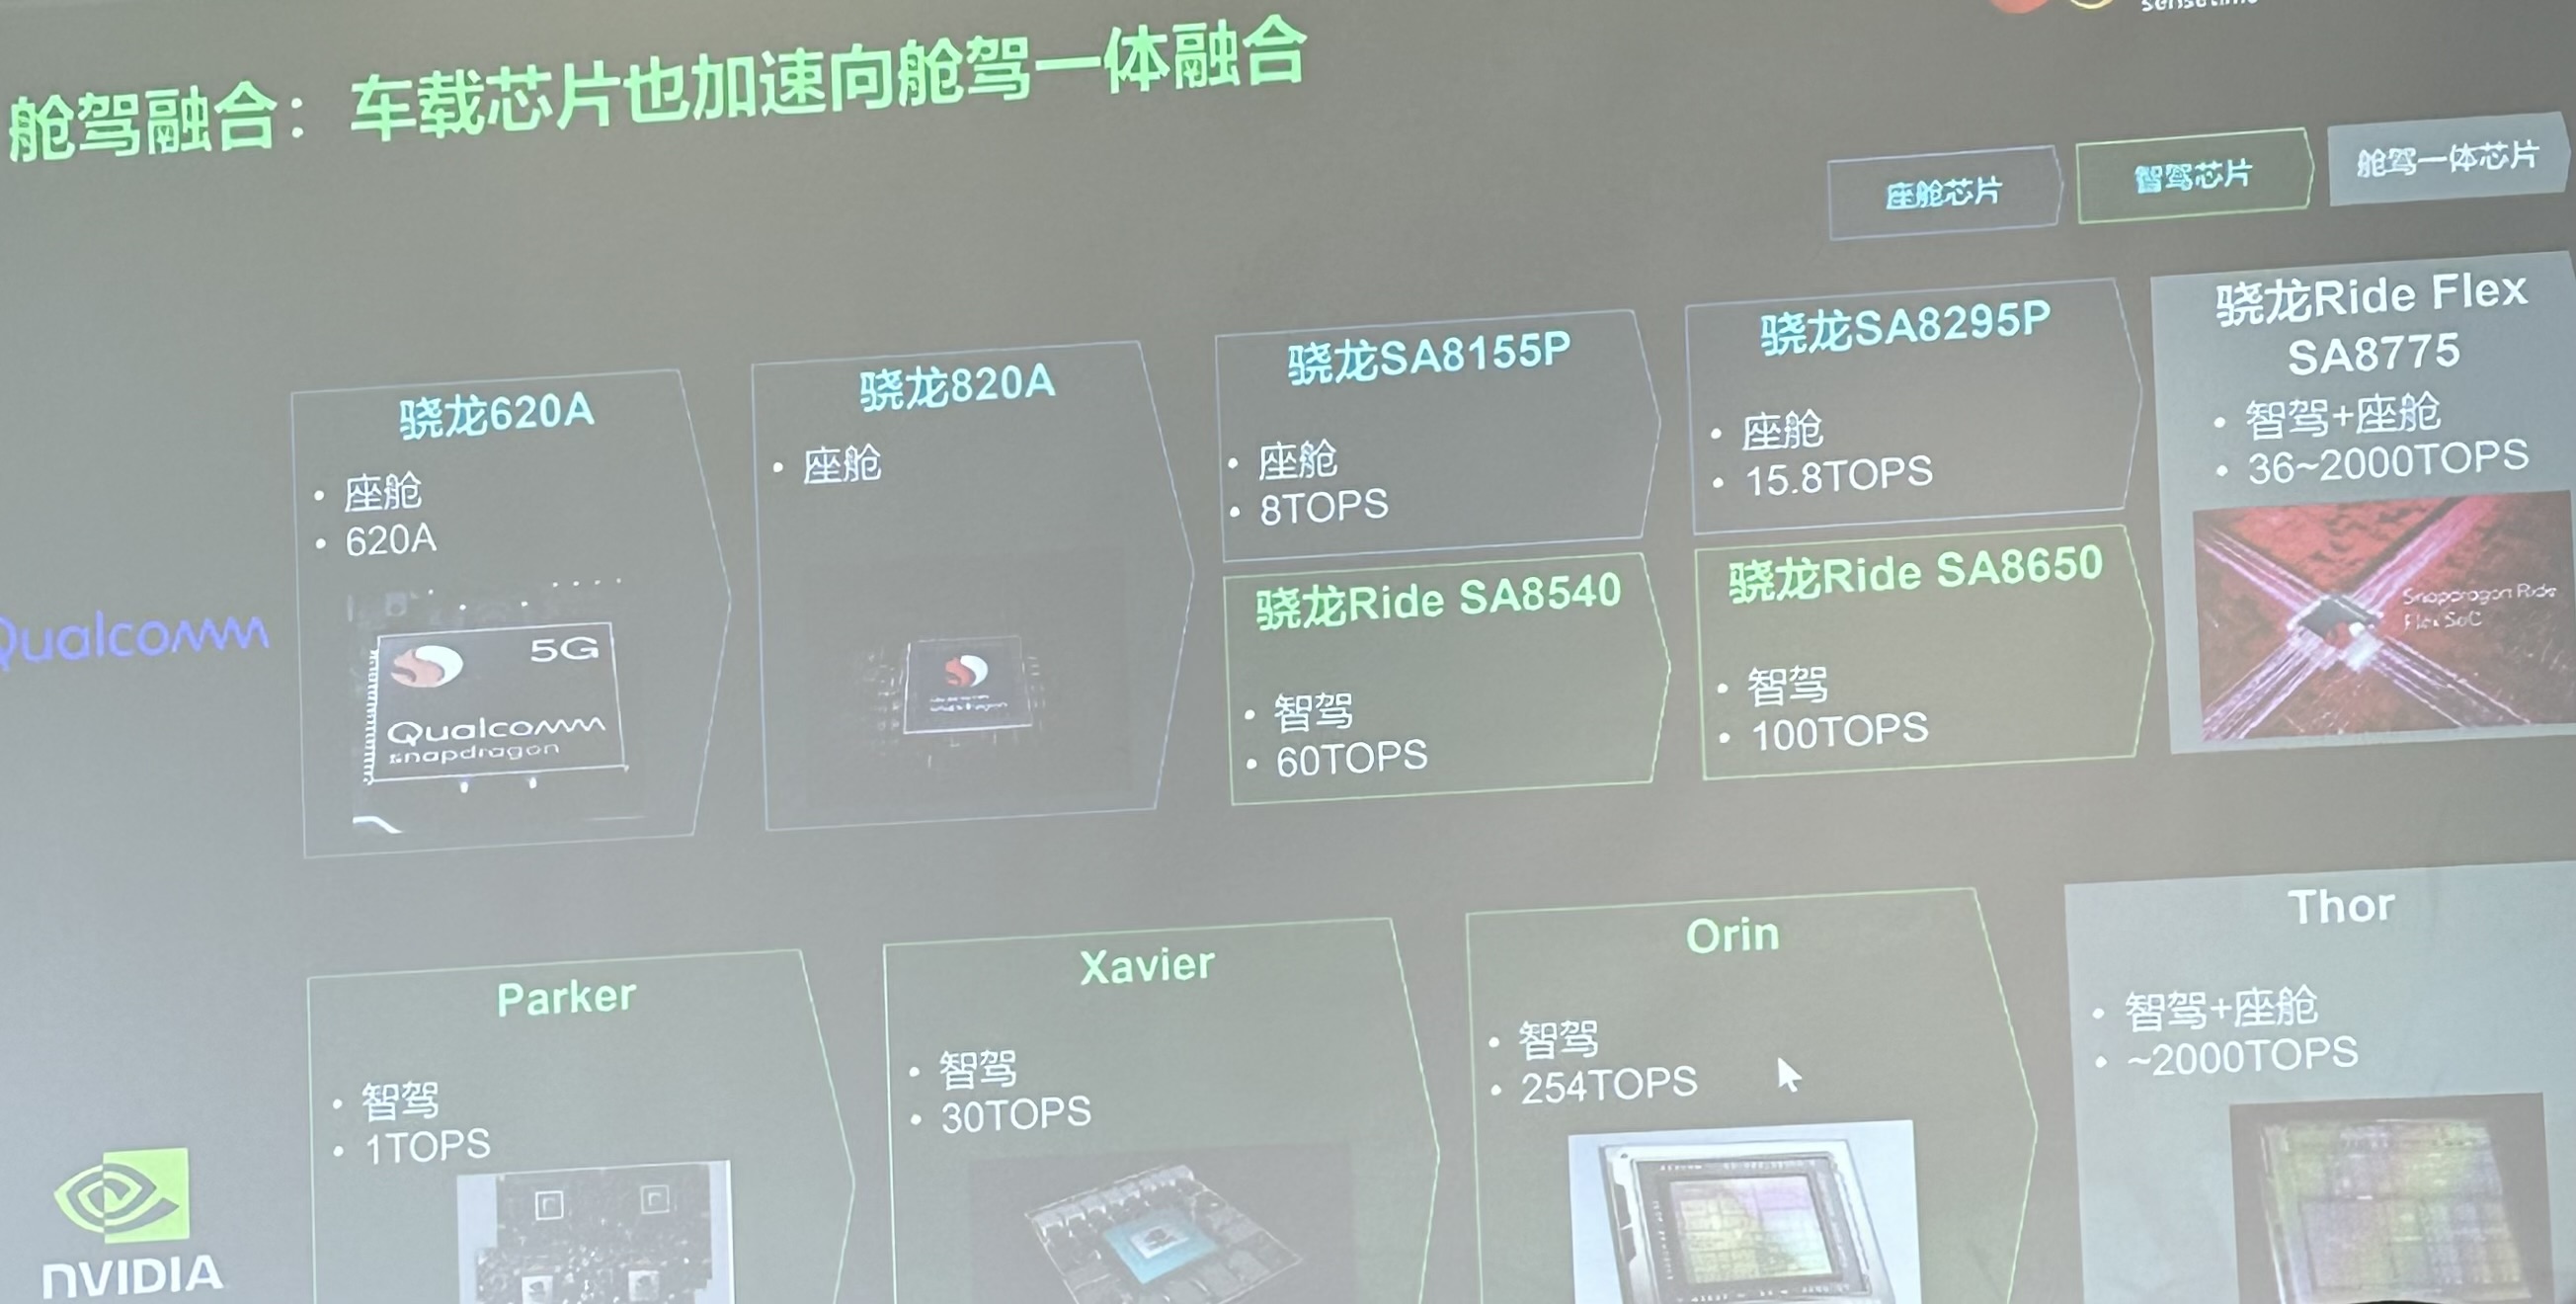 舱驾融合：车载芯片也加速向舱驾一体融合
座舱芯片
智驾芯片
舱驾一体芯片
Qualcomm
骁龙620A
• 座舱
• 620A
5G
Qualcomm
snapdragon
骁龙820A
• 座舱
骁龙SA8155P
• 座舱
• 8TOPS
骁龙SA8295P
• 座舱
• 15.8TOPS
骁龙Ride SA8540
• 智驾
• 60TOPS
骁龙Ride SA8650
• 智驾
• 100TOPS
骁龙Ride Flex
SA8775
• 智驾+座舱
• 36~2000TOPS
Snapdragon Ride
Flex SoC
NVIDIA
Parker
• 智驾
• 1TOPS
Xavier
• 智驾
• 30TOPS
Orin
• 智驾
• 254TOPS
Thor
• 智驾+座舱
• ~2000TOPS